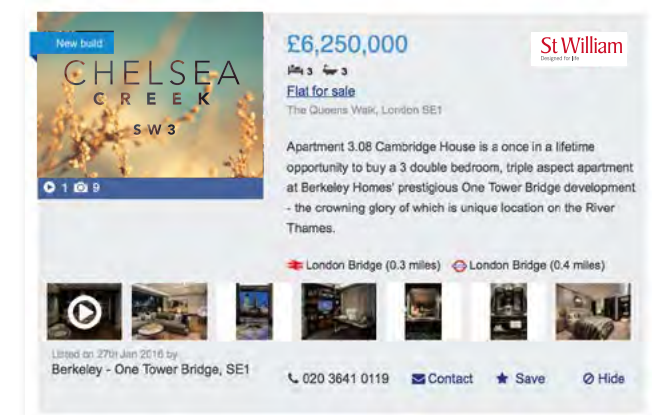 New build
CHELSEA
CREEK
SW3
1 9
£6,250,000
3 3
Flat for sale
The Queens Walk, London SE1
St William
Designed for life
Apartment 3.08 Cambridge House is a once in a lifetime
opportunity to buy a 3 double bedroom, triple aspect apartment
at Berkeley Homes' prestigious One Tower Bridge development
- the crowning glory of which is unique location on the River
Thames.
London Bridge (0.3 miles) London Bridge (0.4 miles)
Listed on 27th Jan 2016 by
Berkeley - One Tower Bridge, SE1
020 3641 0119 Contact Save Hide